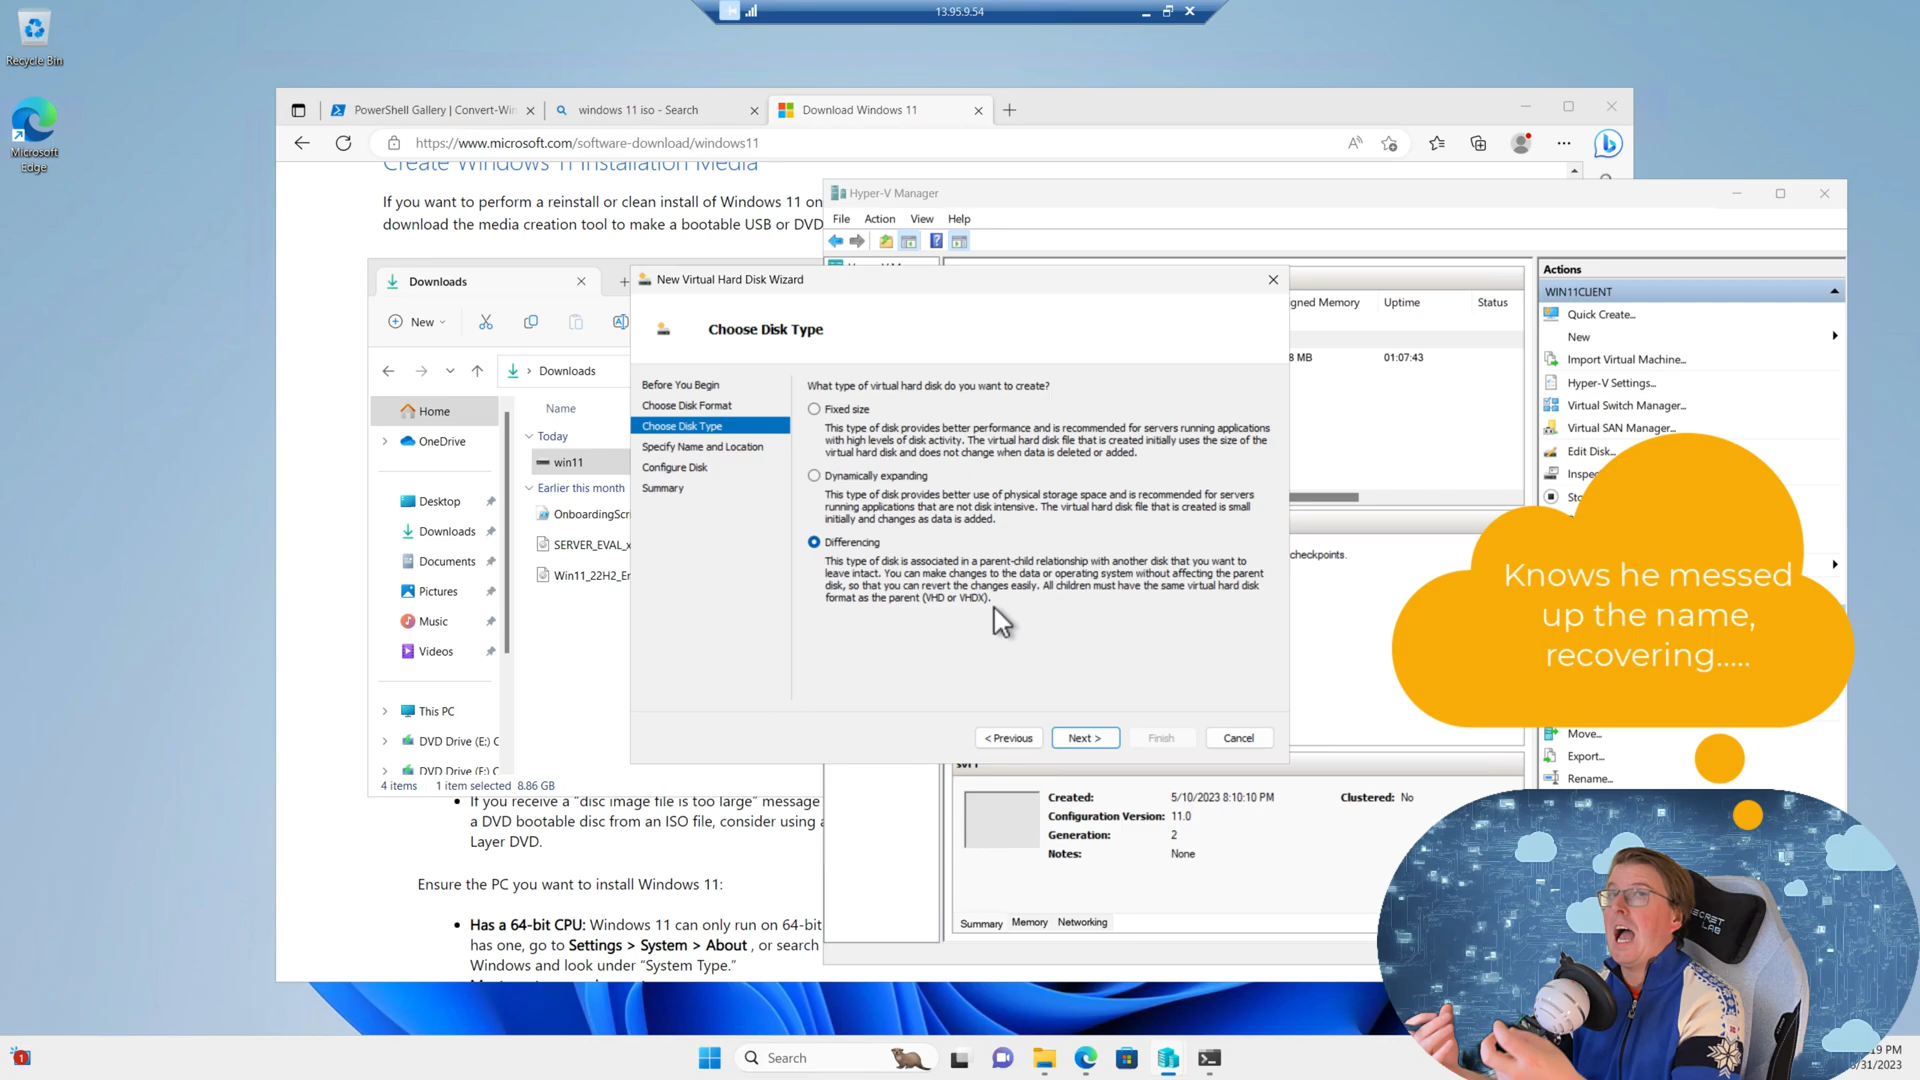 13.95.9.54
Recycle Bin
Microsoft
Edge
PowerShell Gallery | Convert-Win
windows 11 iso - Search
Download Windows 11
https://www.microsoft.com/software-download/windows11
Create Windows 11 Installation Media
If you want to perform a reinstall or clean install of Windows 11 on
download the media creation tool to make a bootable USB or DVD
Hyper-V Manager
File Action View Help
Downloads
New
Downloads
Home
OneDrive
Desktop
Downloads
Documents
Pictures
Music
Videos
This PC
DVD Drive (E:) C
DVD Drive (E:) C
Name
Today
win11
Earlier this month
OnboardingScri
SERVER_EVAL_x
Win11_22H2_En
4 items 1 item selected 8.86 GB
New Virtual Hard Disk Wizard
Choose Disk Type
Before You Begin
Choose Disk Format
Choose Disk Type
Specify Name and Location
Configure Disk
Summary
What type of virtual hard disk do you want to create?
Fixed size
This type of disk provides better performance and is recommended for servers running applications
with high levels of disk activity. The virtual hard disk file that is created initially uses the size of the
virtual hard disk and does not change when data is deleted or added.
Dynamically expanding
This type of disk provides better use of physical storage space and is recommended for servers
running applications that are not disk intensive. The virtual hard disk file that is created is small
initially and changes as data is added.
Differencing
This type of disk is associated in a parent-child relationship with another disk that you want to
leave intact. You can make changes to the data or operating system without affecting the parent
disk, so that you can revert the changes easily. All children must have the same virtual hard disk
format as the parent (VHD or VHDX).
< Previous Next > Finish Cancel
gned Memory Uptime Status
8 MB 01:07:43
checkpoints.
Created: 5/10/2023 8:10:10 PM Clustered: No
Configuration Version: 11.0
Generation: 2
Notes: None
Summary Memory Networking
Actions
WIN11CLIENT
Quick Create...
New
Import Virtual Machine...
Hyper-V Settings...
Virtual Switch Manager...
Virtual SAN Manager...
Edit Disk...
Inspe
Sto
Move...
Export...
Rename...
Knows he messed
up the name,
recovering.....
If you receive a “disc image file is too large” message
a DVD bootable disc from an ISO file, consider using a
Layer DVD.
Ensure the PC you want to install Windows 11:
Has a 64-bit CPU: Windows 11 can only run on 64-bit
has one, go to Settings > System > About , or search
Windows and look under “System Type.”
SECRET
LAB
1
Search
:19 PM
/31/2023